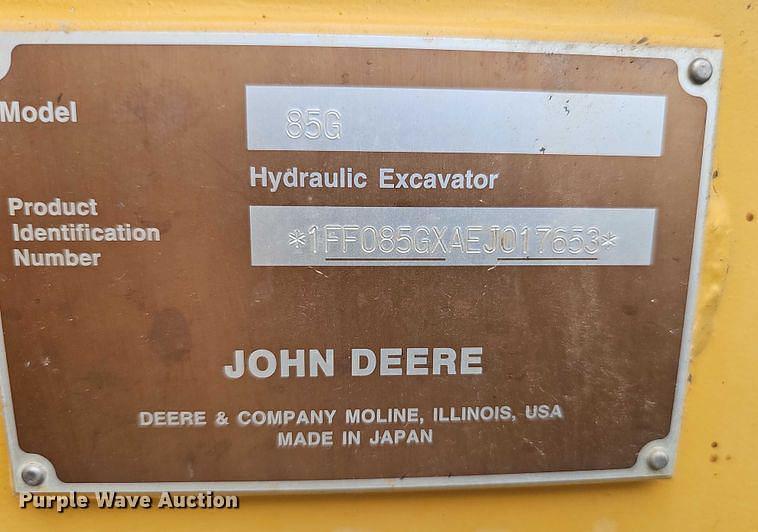 Model
85G
Hydraulic Excavator
Product
Identification
Number
*1FF085GXAEJ017653*
JOHN DEERE
DEERE & COMPANY MOLINE, ILLINOIS, USA
MADE IN JAPAN
Purple Wave Auction